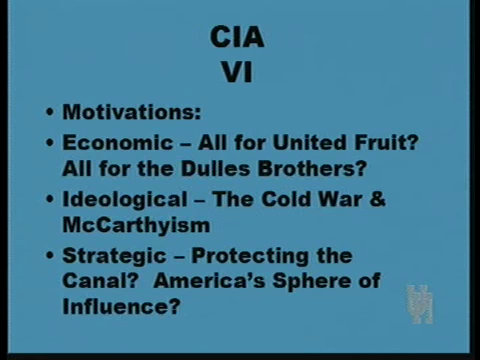 CIA
VI
• Motivations:
• Economic – All for United Fruit?
All for the Dulles Brothers?
• Ideological – The Cold War &
McCarthyism
• Strategic – Protecting the
Canal?  America's Sphere of
Influence?